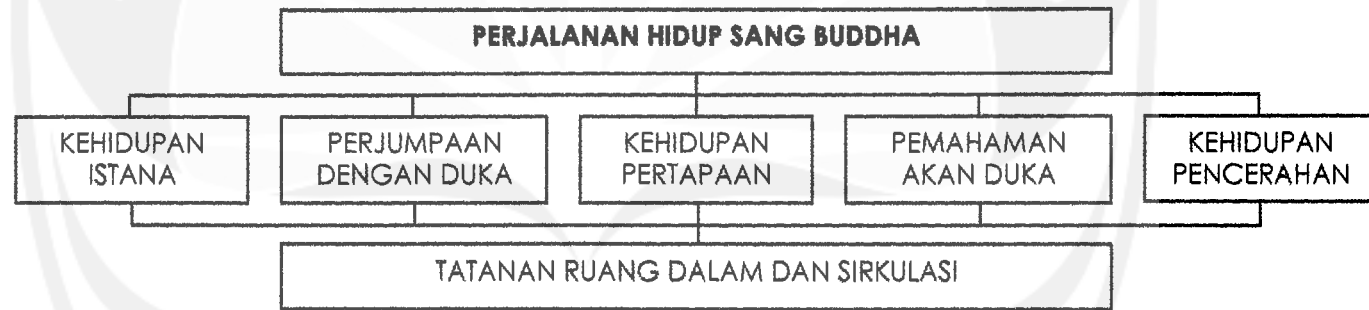 PERJALANAN HIDUP SANG BUDDHA
KEHIDUPAN
ISTANA
PERJUMPAAN
DENGAN DUKA
KEHIDUPAN
PERTAPAAN
PEMAHAMAN
AKAN DUKA
KEHIDUPAN
PENCERAHAN
TATANAN RUANG DALAM DAN SIRKULASI